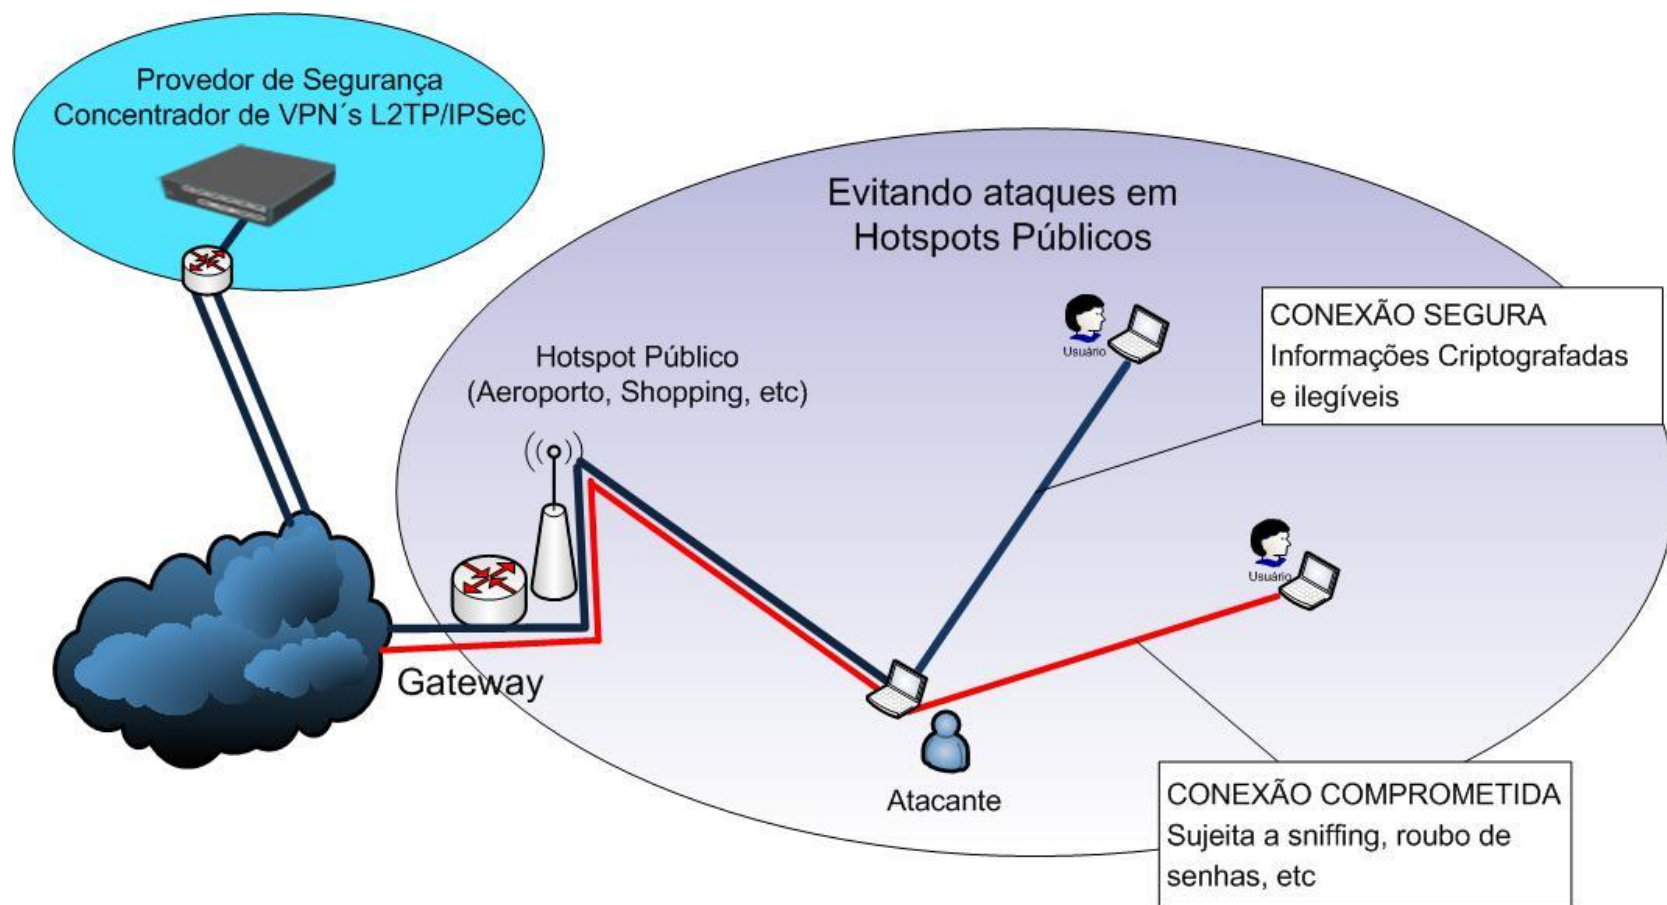 Provedor de Segurança
Concentrador de VPN´s L2TP/IPSec
Evitando ataques em
Hotspots Públicos
Usuário
CONEXÃO SEGURA
Informações Criptografadas
e ilegíveis
Hotspot Público
(Aeroporto, Shopping, etc)
Usuário
Gateway
Atacante
CONEXÃO COMPROMETIDA
Sujeita a sniffing, roubo de
senhas, etc